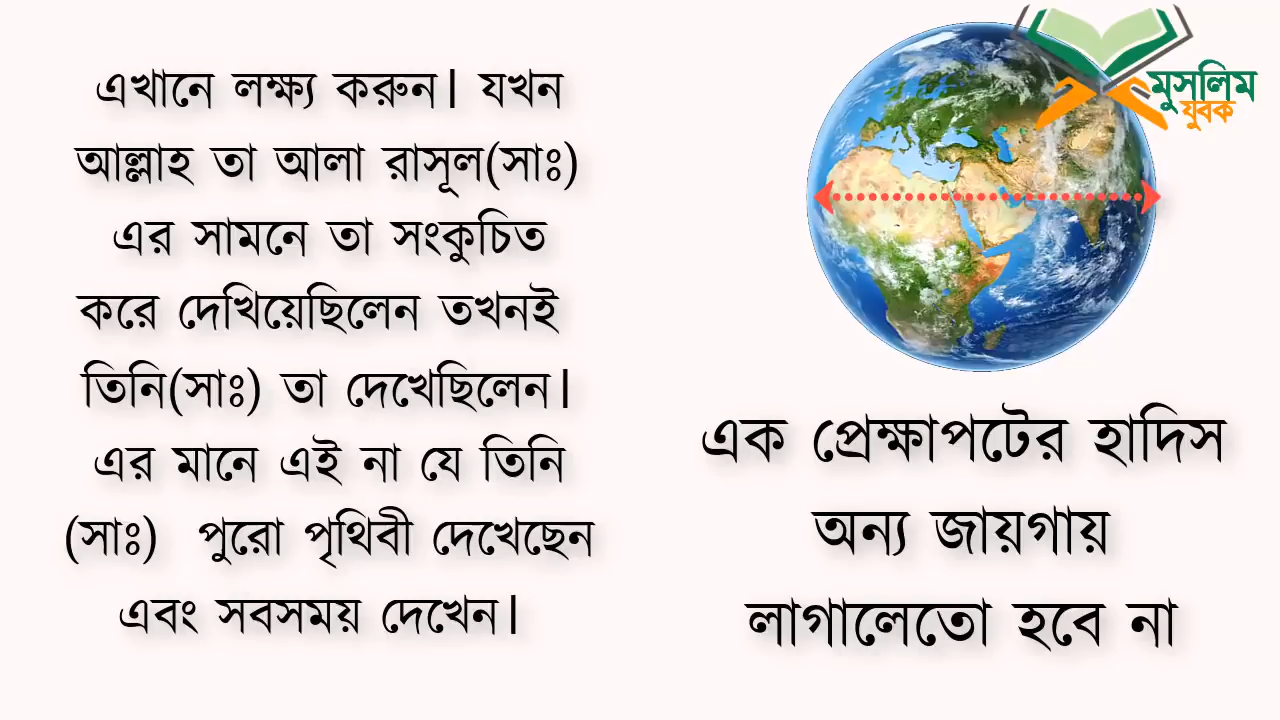 এখানে লক্ষ্য করুন। যখন
আল্লাহ তা আলা রাসূল(সাঃ)
এর সামনে তা সংকুচিত
করে দেখিয়েছিলেন তখনই
তিনি(সাঃ) তা দেখেছিলেন।
এর মানে এই না যে তিনি
(সাঃ) পুরো পৃথিবী দেখেছেন
এবং সবসময় দেখেন।
মুসলিম
যুবক
এক প্রেক্ষাপটের হাদিস
অন্য জায়গায়
লাগালেতো হবে না